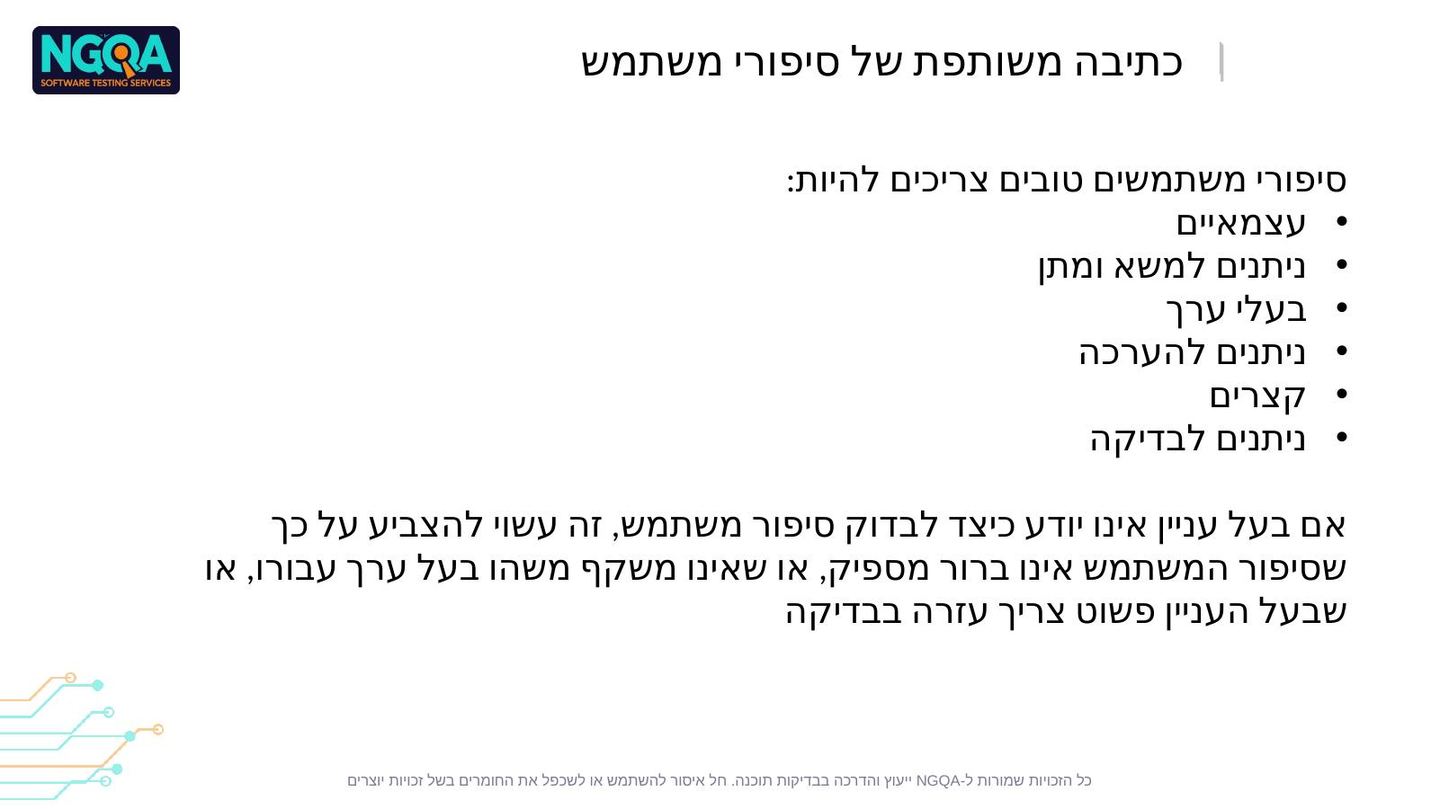 NGQA
SOFTWARE TESTING SERVICES
כתיבה משותפת של סיפורי משתמש
סיפורי משתמשים טובים צריכים להיות:
• עצמאיים
• ניתנים למשא ומתן
• בעלי ערך
• ניתנים להערכה
• קצרים
• ניתנים לבדיקה
אם בעל עניין אינו יודע כיצד לבדוק סיפור משתמש, זה עשוי להצביע על כך
שסיפור המשתמש אינו ברור מספיק, או שאינו משקף משהו בעל ערך עבורו, או
שבעל העניין פשוט צריך עזרה בבדיקה
כל הזכויות שמורות ל-NGQA ייעוץ והדרכה בבדיקות תוכנה. חל איסור להשתמש או לשכפל את החומרים בשל זכויות יוצרים